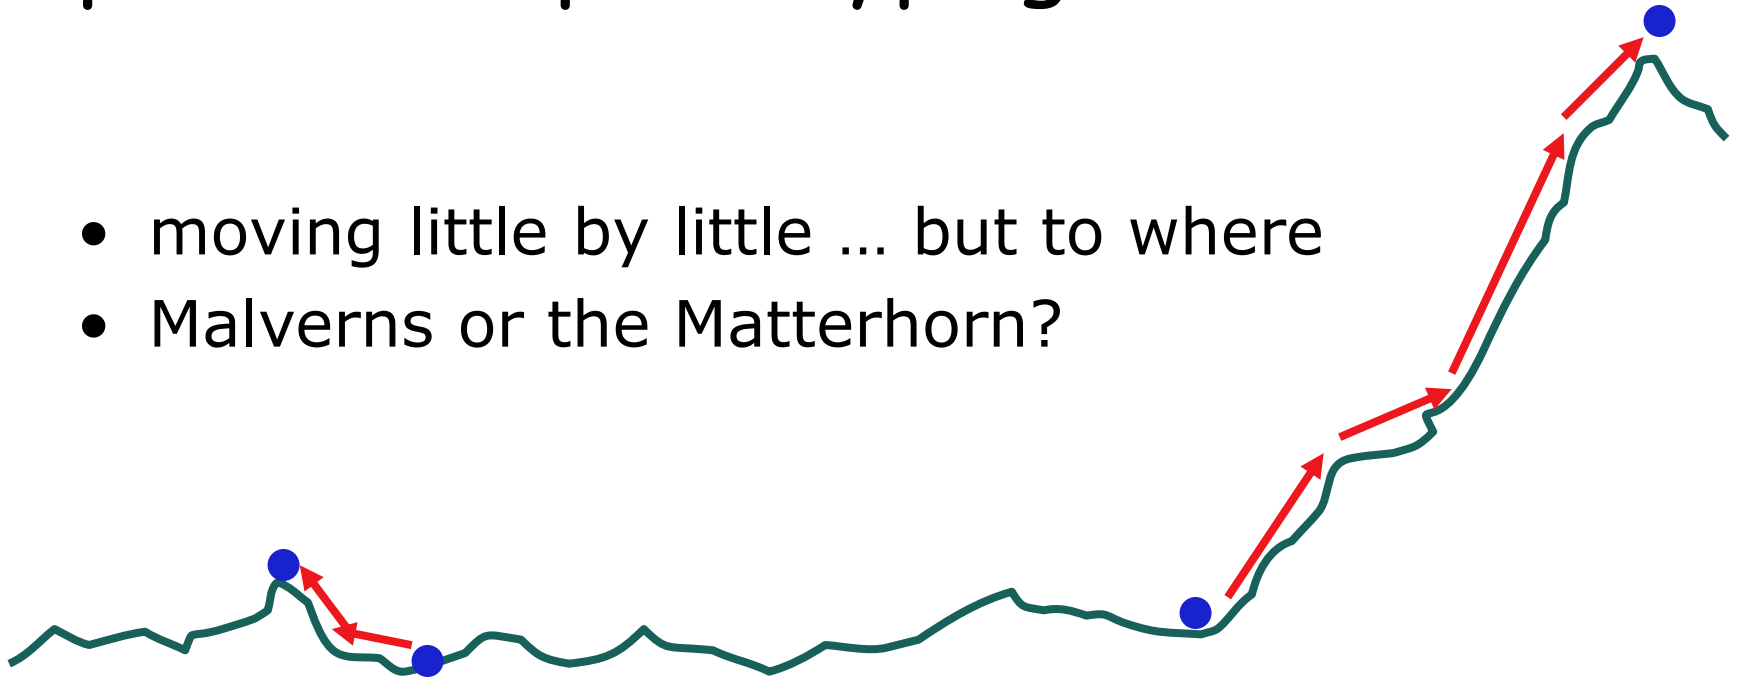 • moving little by little … but to where
• Malverns or the Matterhorn?